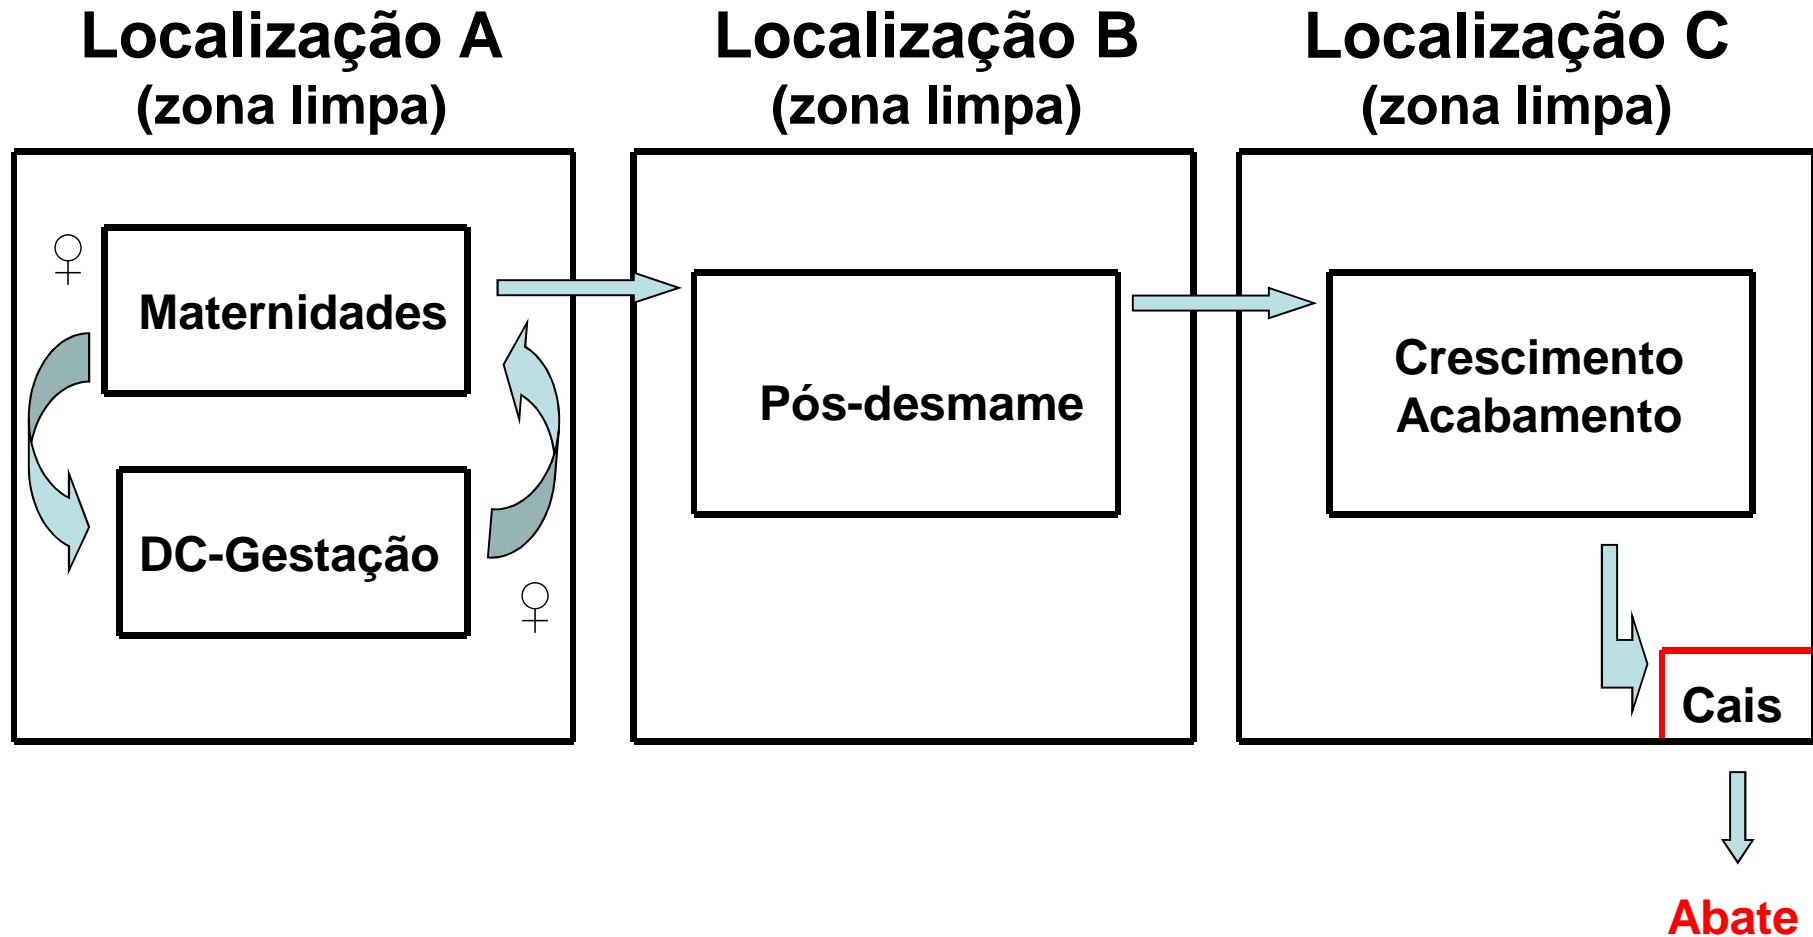 Localização A
(zona limpa)
Localização B
(zona limpa)
Localização C
(zona limpa)
♀
Maternidades
DC-Gestação
♀
Pós-desmame
Crescimento
Acabamento
Cais
Abate